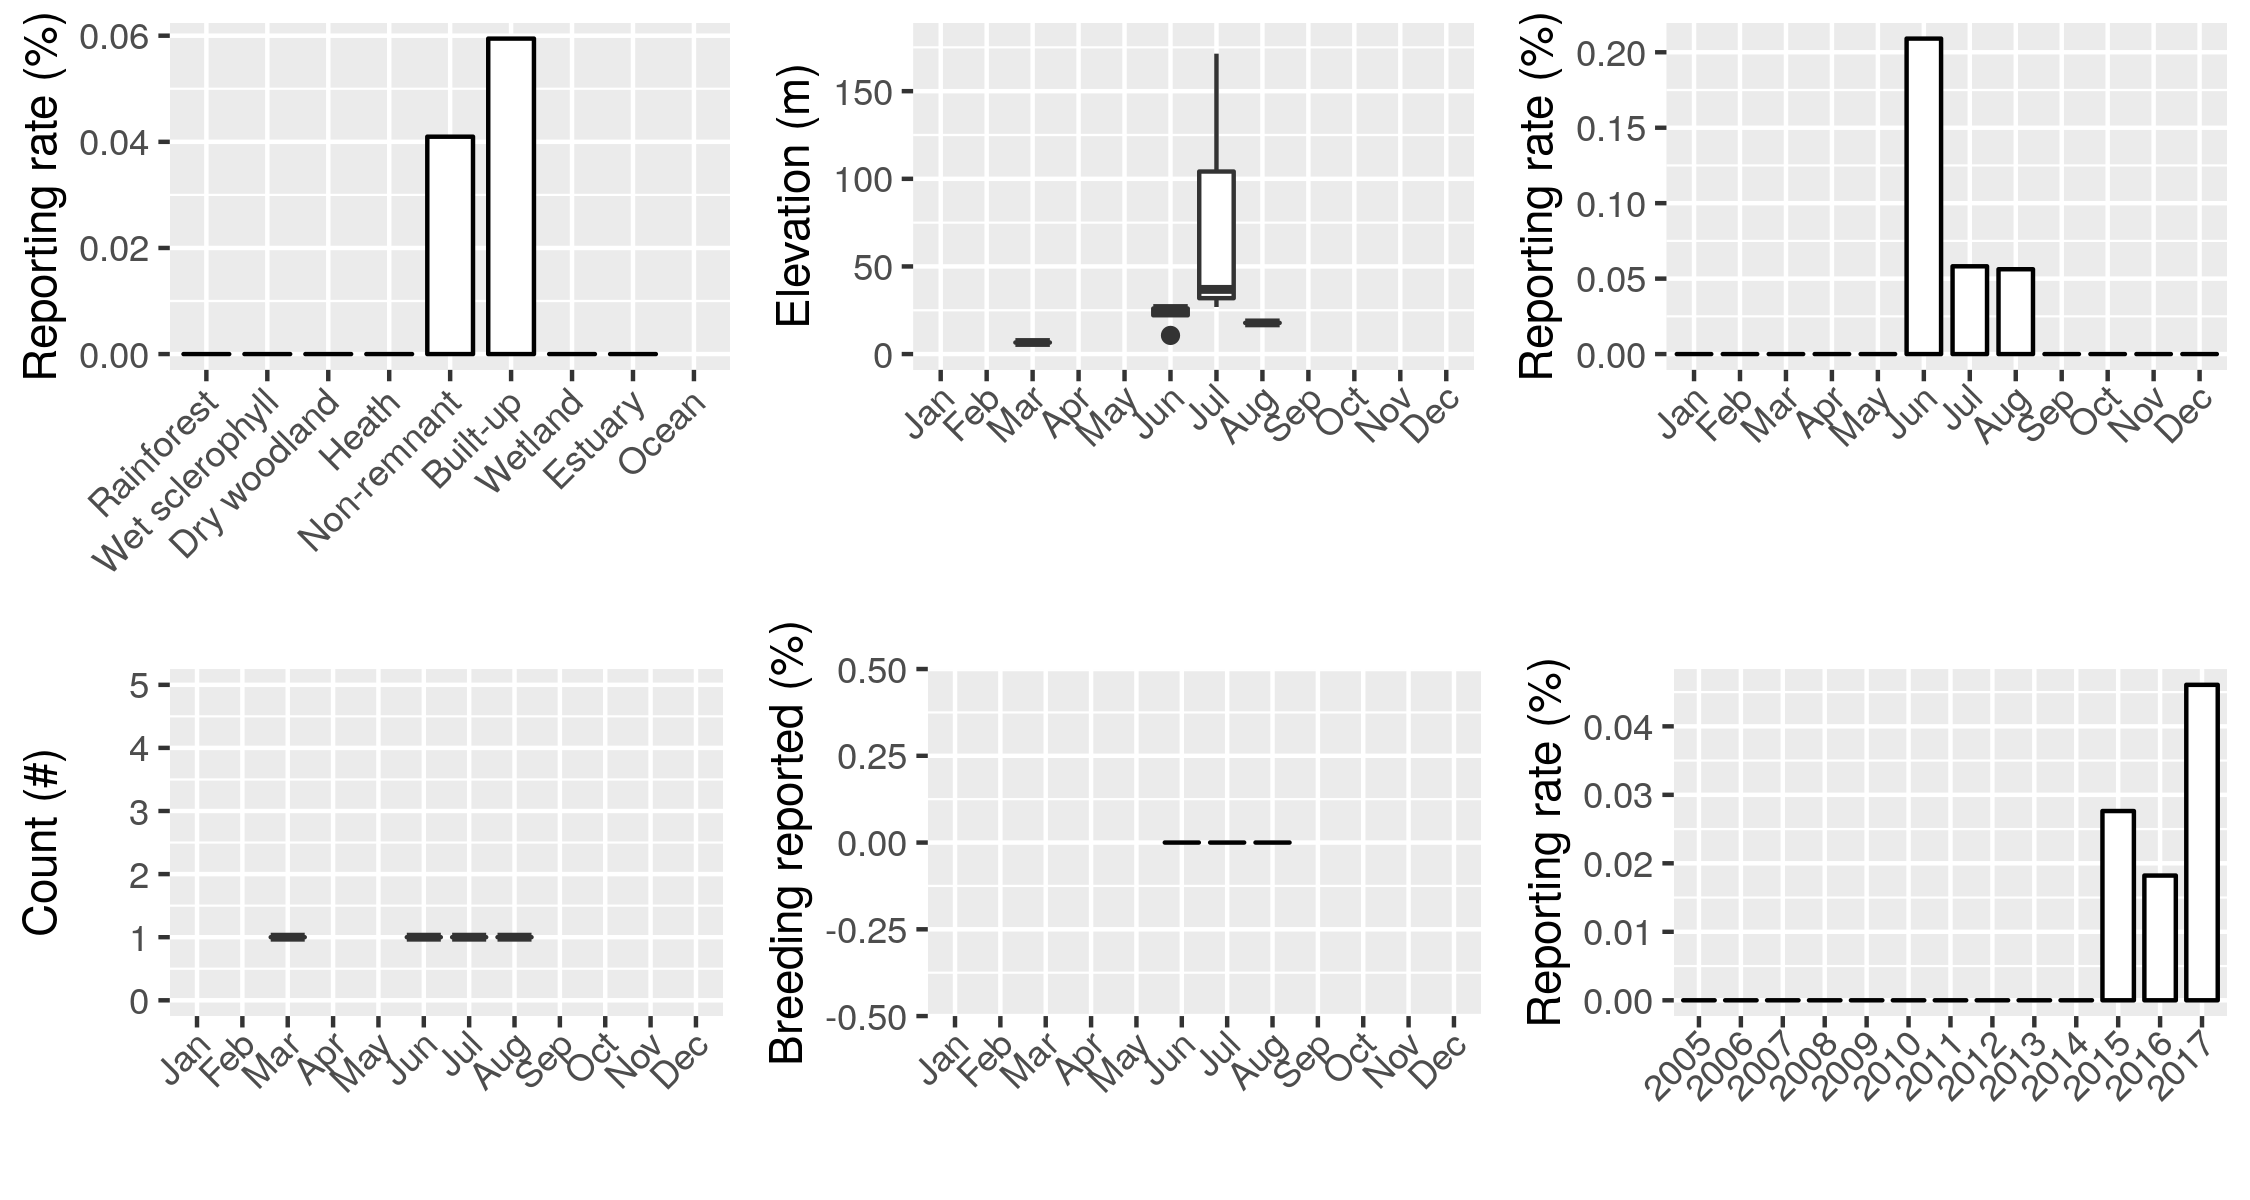 Reporting rate (%)
0.06
0.04
0.02
0.00
Rainforest
Wet sclerophyll
Dry woodland
Heath
Non-remnant
Built-up
Wetland
Estuary
Ocean
Elevation (m)
150
100
50
0
Jan
Feb
Mar
Apr
May
Jun
Jul
Aug
Sep
Oct
Nov
Dec
Reporting rate (%)
0.20
0.15
0.10
0.05
0.00
Jan
Feb
Mar
Apr
May
Jun
Jul
Aug
Sep
Oct
Nov
Dec
Count (#)
5
4
3
2
1
0
Jan
Feb
Mar
Apr
May
Jun
Jul
Aug
Sep
Oct
Nov
Dec
Breeding reported (%)
0.50
0.25
0.00
-0.25
-0.50
Jan
Feb
Mar
Apr
May
Jun
Jul
Aug
Sep
Oct
Nov
Dec
Reporting rate (%)
0.04
0.03
0.02
0.01
0.00
2005
2006
2007
2008
2009
2010
2011
2012
2013
2014
2015
2016
2017